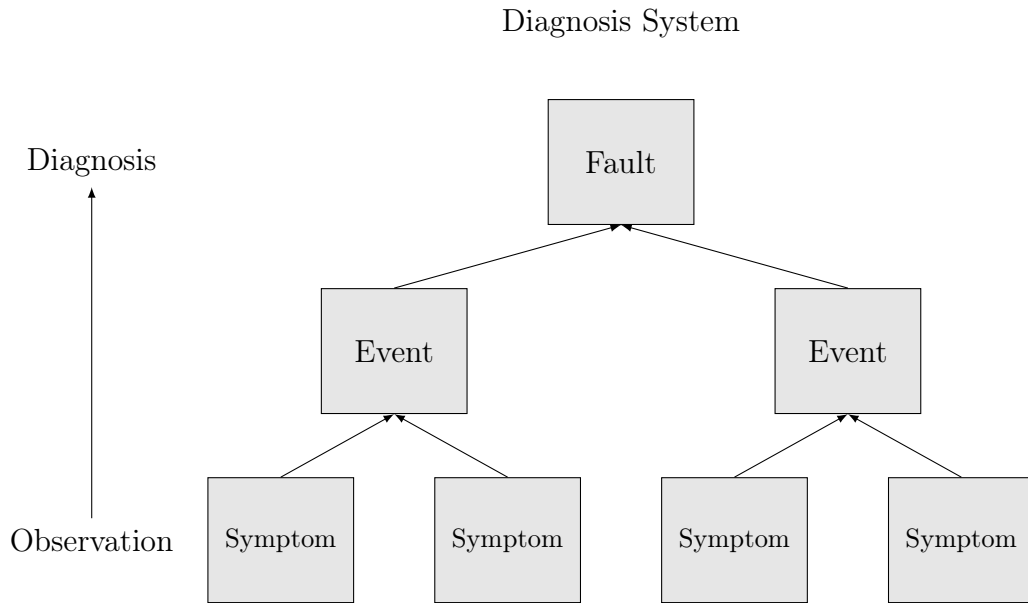 Diagnosis System
Diagnosis
Fault
Event
Event
Observation
Symptom
Symptom
Symptom
Symptom